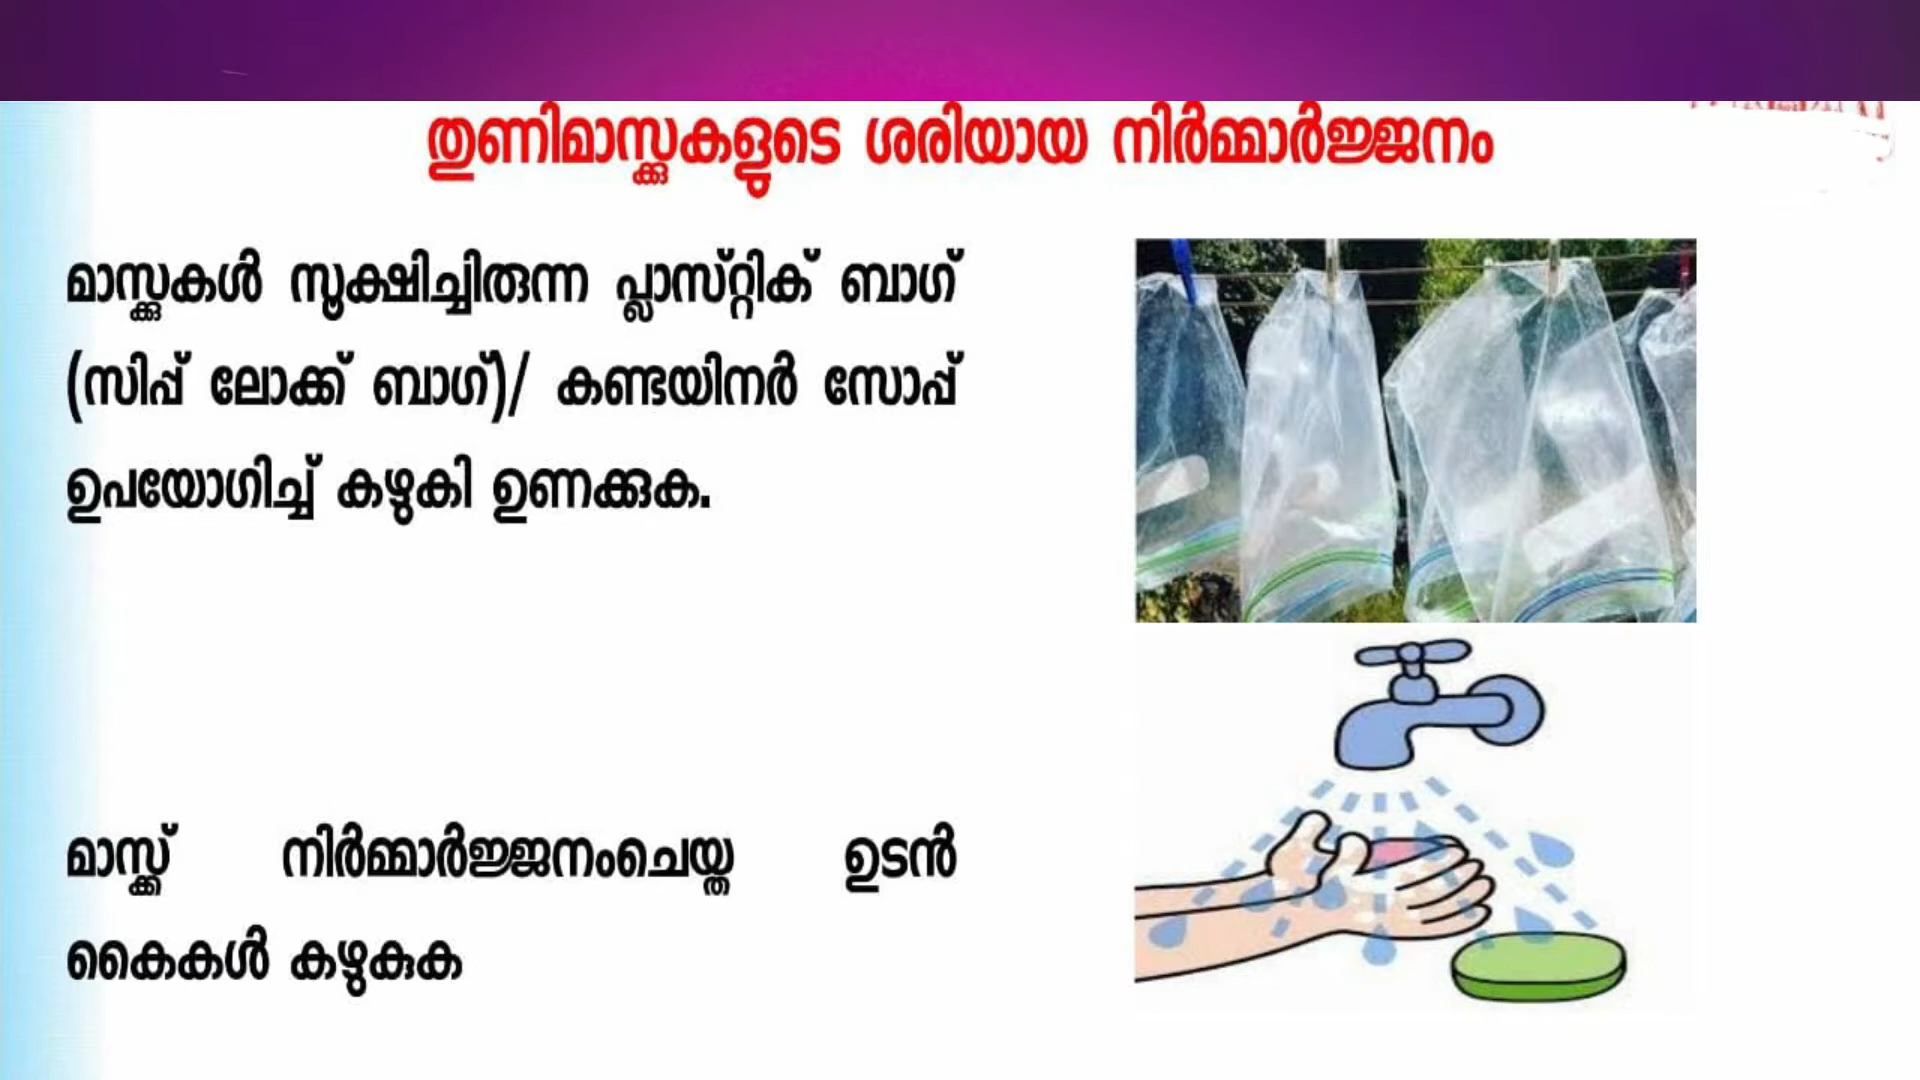 തുണിമാസ്ക്കുകളുടെ ശരിയായ നിർമ്മാർജ്ജനം
മാസ്ക്കുകൾ സൂക്ഷിച്ചിരുന്ന പ്ലാസ്റ്റിക് ബാഗ്
(സിപ്പ് ലോക്ക് ബാഗ്)/ കണ്ടയിനർ സോപ്പ്
ഉപയോഗിച്ച് കഴുകി ഉണക്കുക.
മാസ്ക്ക് നിർമ്മാർജ്ജനംചെയ്ത ഉടൻ
കൈകൾ കഴുകുക